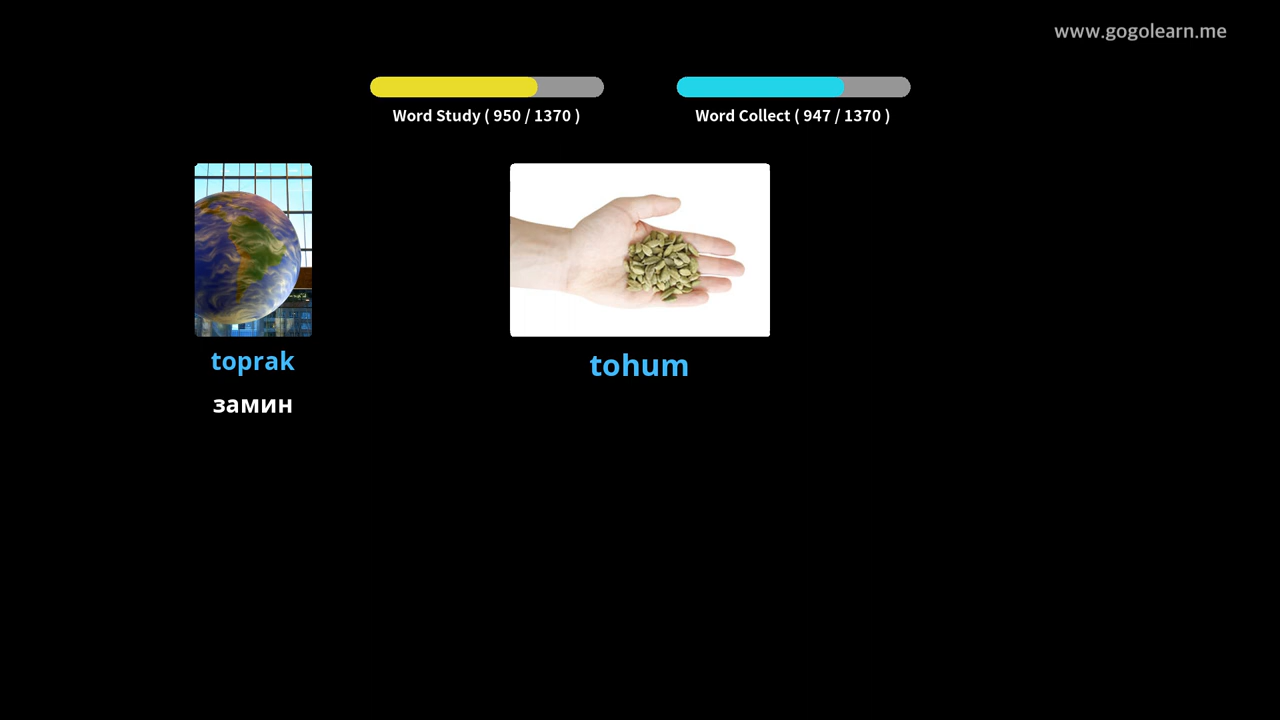 www.gogolearn.me
Word Study ( 950 / 1370 )
Word Collect ( 947 / 1370 )
toprak
замин
tohum